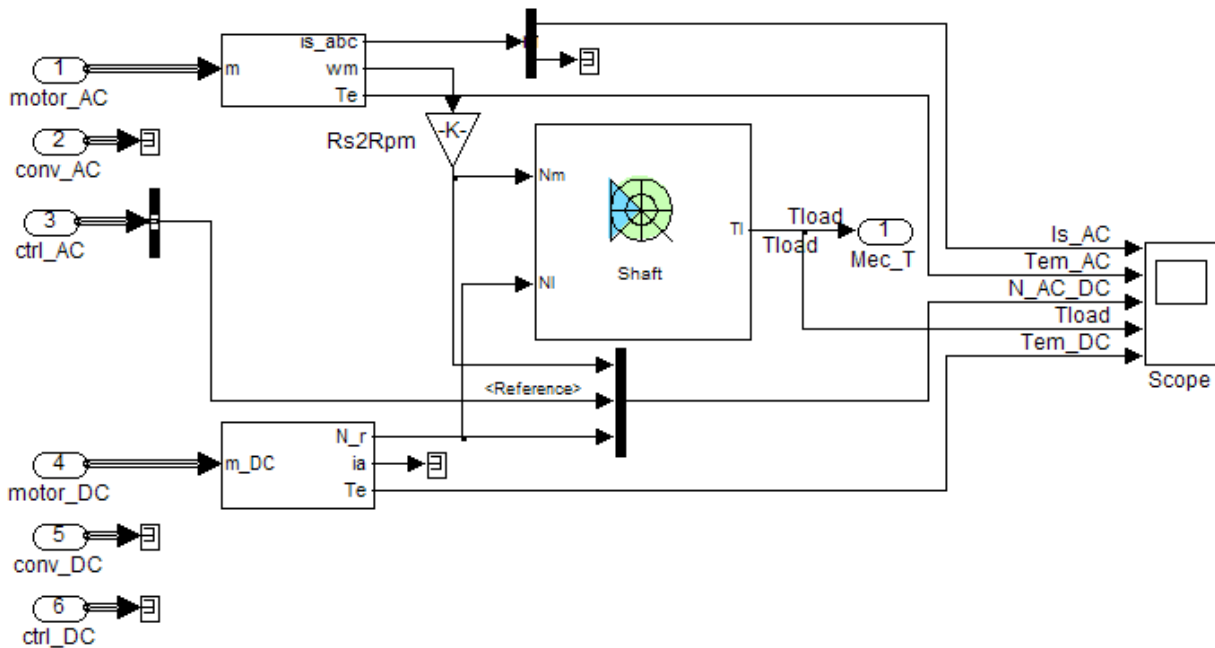 1
motor_AC
2
conv_AC
3
ctrl_AC
m
is_abc
wm
Te
-K-
Rs2Rpm
Nm
Nl
Tl
Shaft
Tload
Tload
1
Mec_T
Is_AC
Tem_AC
N_AC_DC
Tload
Tem_DC
Scope
<Reference>
4
motor_DC
m_DC
N_r
ia
Te
5
conv_DC
6
ctrl_DC